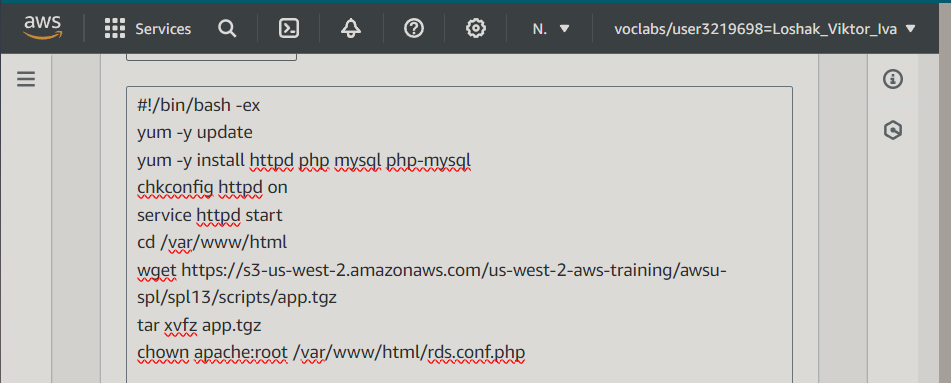 aws
Services
N.
voclabs/user3219698=Loshak_Viktor_Iva
#!/bin/bash -ex
yum -y update
yum -y install httpd php mysql php-mysql
chkconfig httpd on
service httpd start
cd /var/www/html
wget https://s3-us-west-2.amazonaws.com/us-west-2-aws-training/awsu-
spl/spl13/scripts/app.tgz
tar xvfz app.tgz
chown apache:root /var/www/html/rds.conf.php